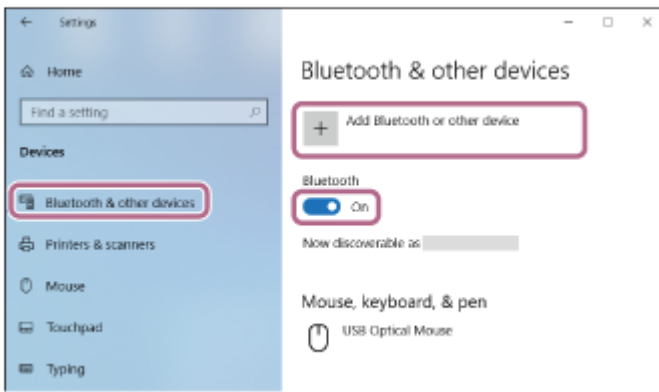 Settings
Home
Find a setting
Devices
Bluetooth & other devices
Printers & scanners
Mouse
Touchpad
Typing
Bluetooth & other devices
Add Bluetooth or other device
Bluetooth
On
Now discoverable as
Mouse, keyboard, & pen
USB Optical Mouse